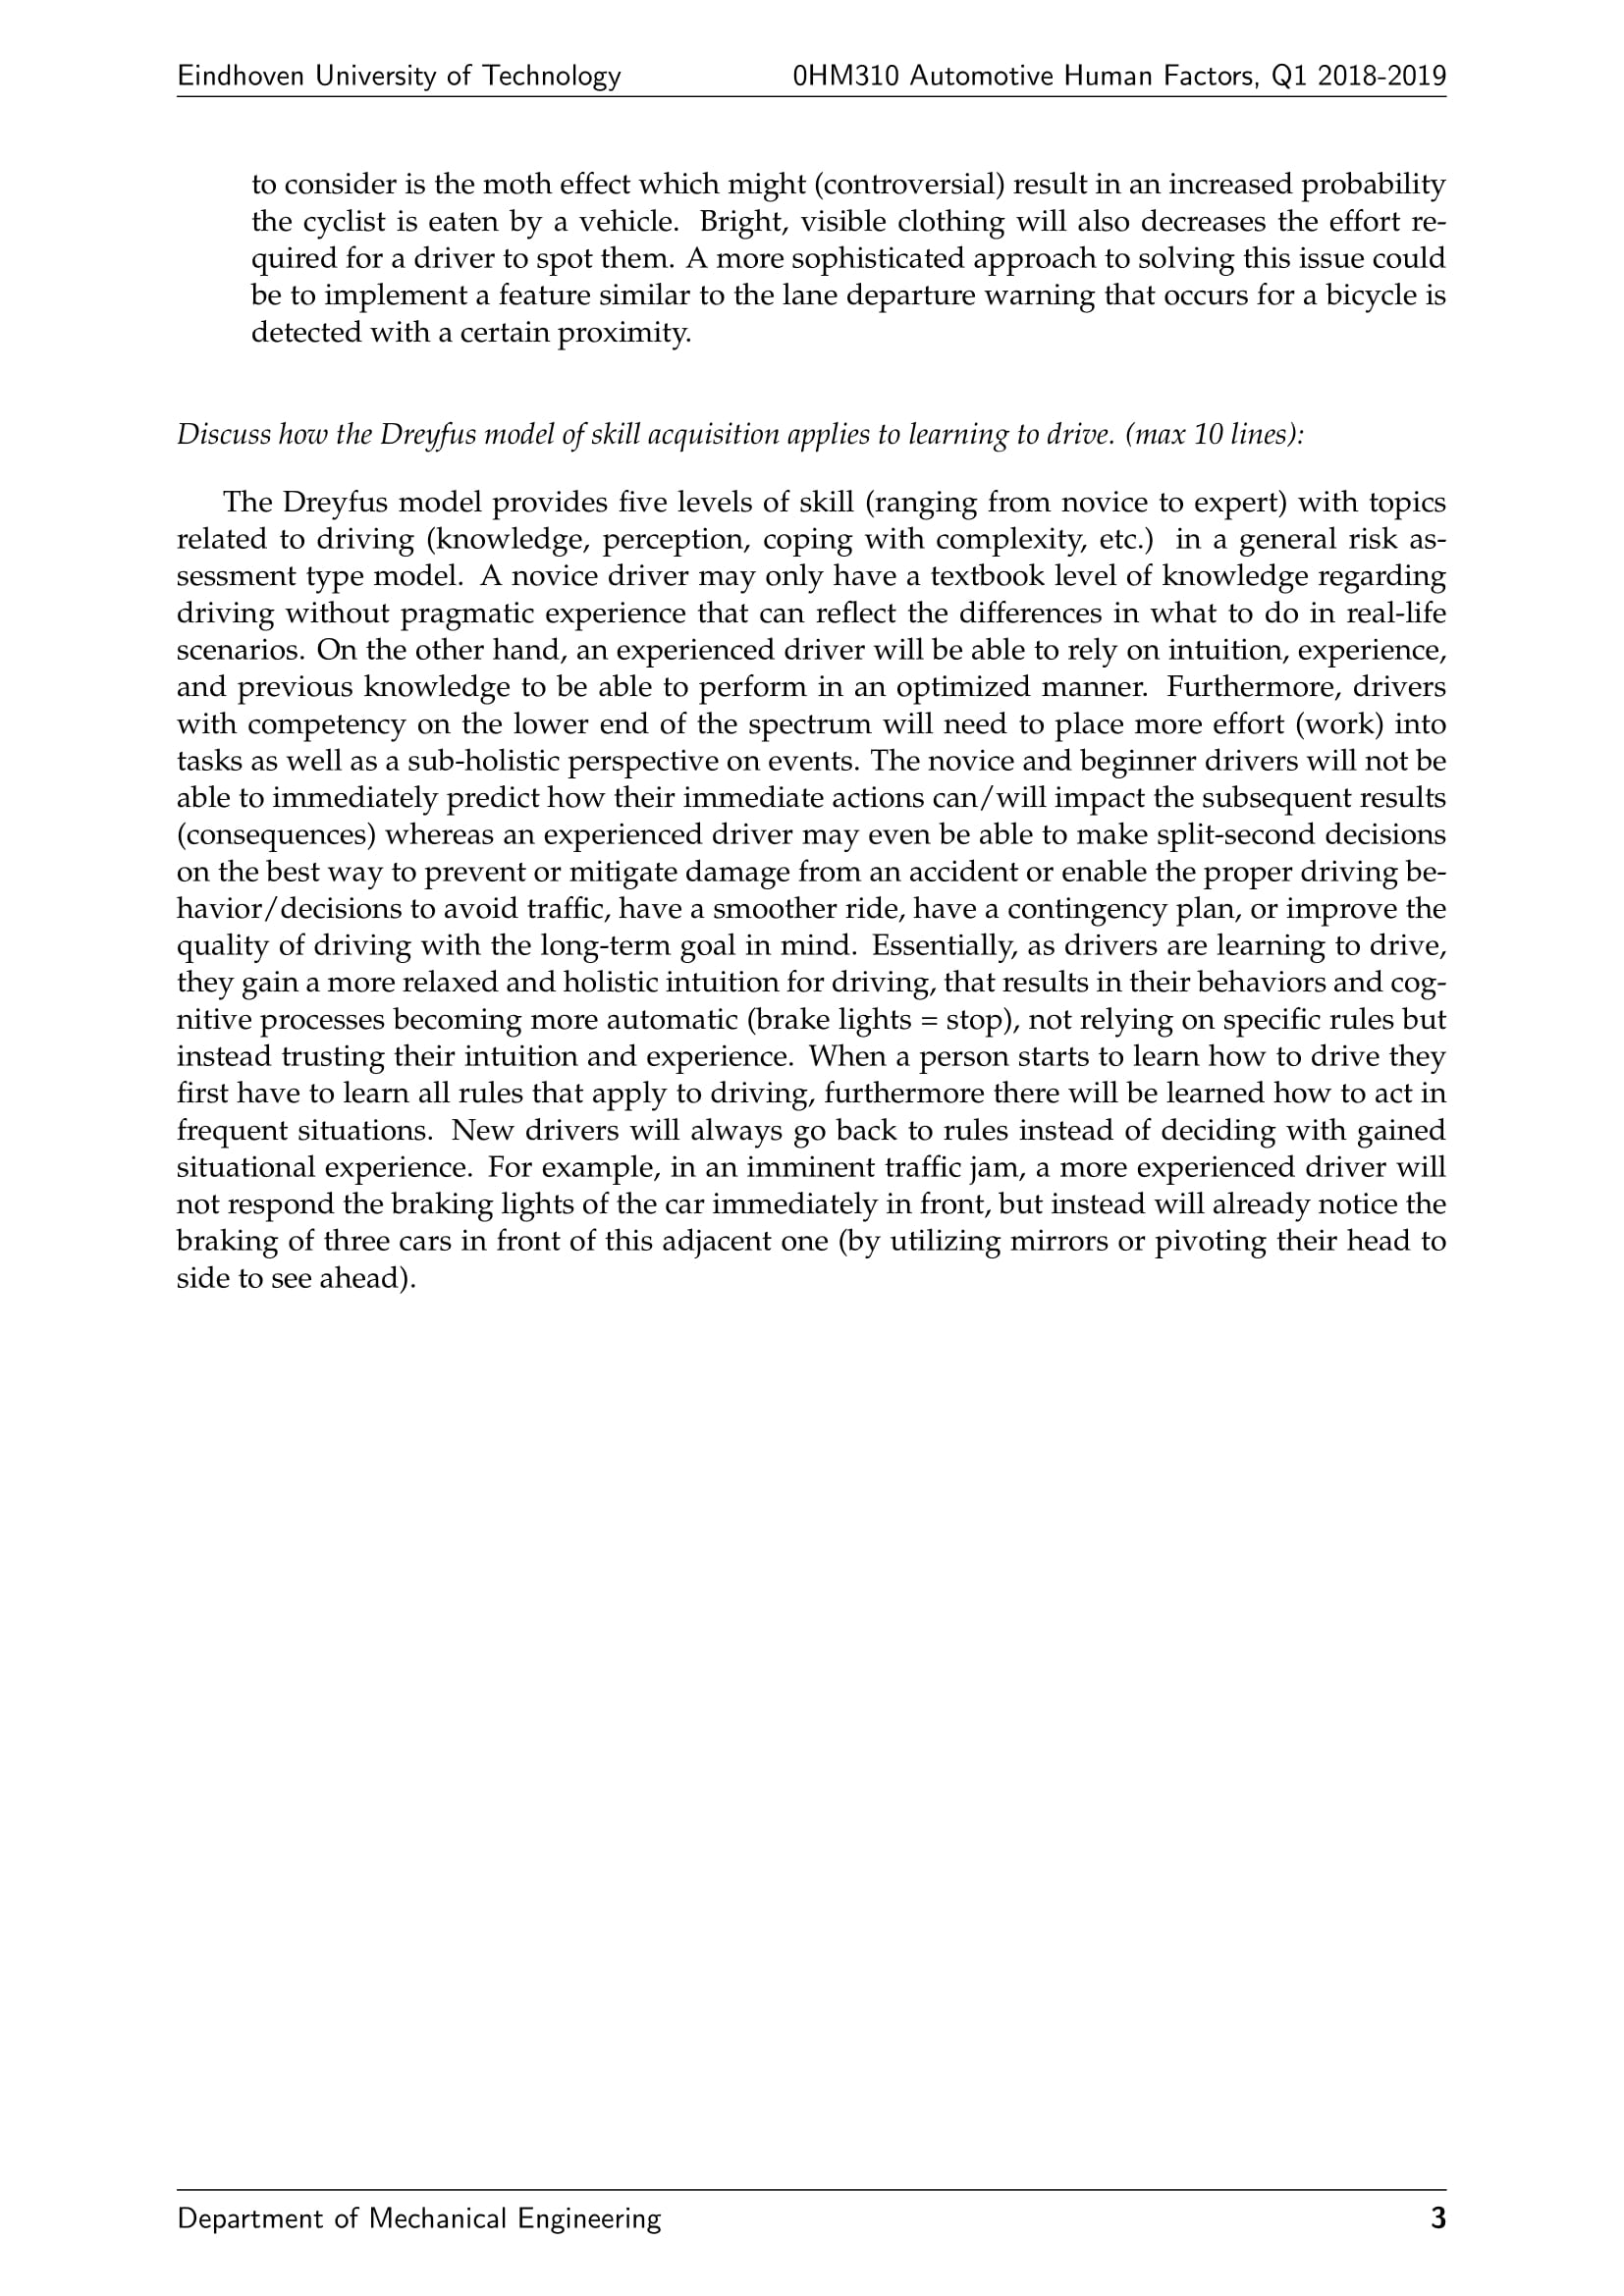 Eindhoven University of Technology 0HM310 Automotive Human Factors, Q1 2018-2019
to consider is the moth effect which might (controversial) result in an increased probability
the cyclist is eaten by a vehicle. Bright, visible clothing will also decreases the effort re-
quired for a driver to spot them. A more sophisticated approach to solving this issue could
be to implement a feature similar to the lane departure warning that occurs for a bicycle is
detected with a certain proximity.
Discuss how the Dreyfus model of skill acquisition applies to learning to drive. (max 10 lines):
The Dreyfus model provides five levels of skill (ranging from novice to expert) with topics
related to driving (knowledge, perception, coping with complexity, etc.) in a general risk as-
sessment type model. A novice driver may only have a textbook level of knowledge regarding
driving without pragmatic experience that can reflect the differences in what to do in real-life
scenarios. On the other hand, an experienced driver will be able to rely on intuition, experience,
and previous knowledge to be able to perform in an optimized manner. Furthermore, drivers
with competency on the lower end of the spectrum will need to place more effort (work) into
tasks as well as a sub-holistic perspective on events. The novice and beginner drivers will not be
able to immediately predict how their immediate actions can/will impact the subsequent results
(consequences) whereas an experienced driver may even be able to make split-second decisions
on the best way to prevent or mitigate damage from an accident or enable the proper driving be-
havior/decisions to avoid traffic, have a smoother ride, have a contingency plan, or improve the
quality of driving with the long-term goal in mind. Essentially, as drivers are learning to drive,
they gain a more relaxed and holistic intuition for driving, that results in their behaviors and cog-
nitive processes becoming more automatic (brake lights = stop), not relying on specific rules but
instead trusting their intuition and experience. When a person starts to learn how to drive they
first have to learn all rules that apply to driving, furthermore there will be learned how to act in
frequent situations. New drivers will always go back to rules instead of deciding with gained
situational experience. For example, in an imminent traffic jam, a more experienced driver will
not respond the braking lights of the car immediately in front, but instead will already notice the
braking of three cars in front of this adjacent one (by utilizing mirrors or pivoting their head to
side to see ahead).
Department of Mechanical Engineering 3